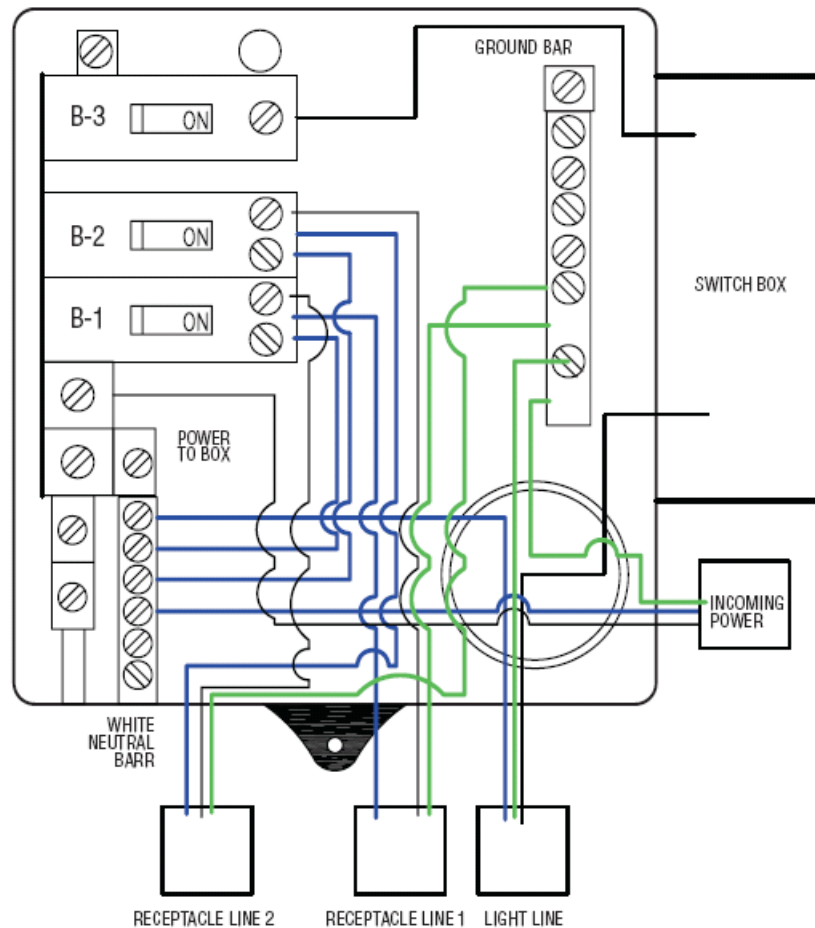 GROUND BAR
B-3
ON
B-2
ON
SWITCH BOX
B-1
ON
POWER
TO BOX
INCOMING
POWER
WHITE
NEUTRAL
BARR
RECEPTACLE LINE 2
RECEPTACLE LINE 1
LIGHT LINE